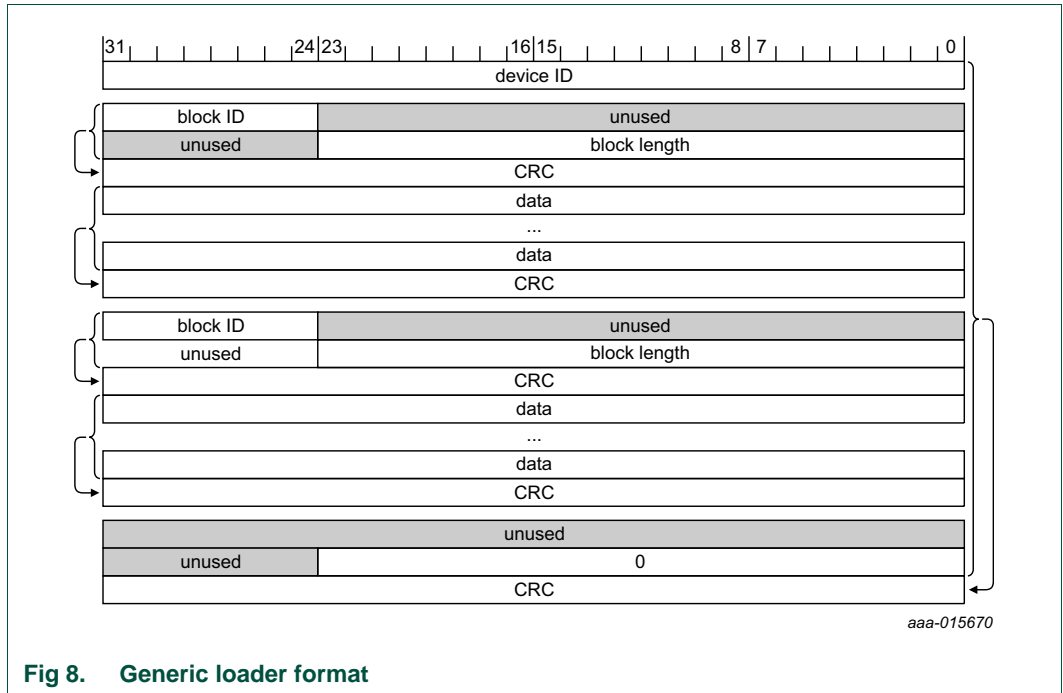 31 24 23 16 15 8 7 0
device ID
block ID unused
unused block length
CRC
data
...
data
CRC
block ID unused
unused block length
CRC
data
...
data
CRC
unused
unused 0
CRC
aaa-015670
Fig 8. Generic loader format